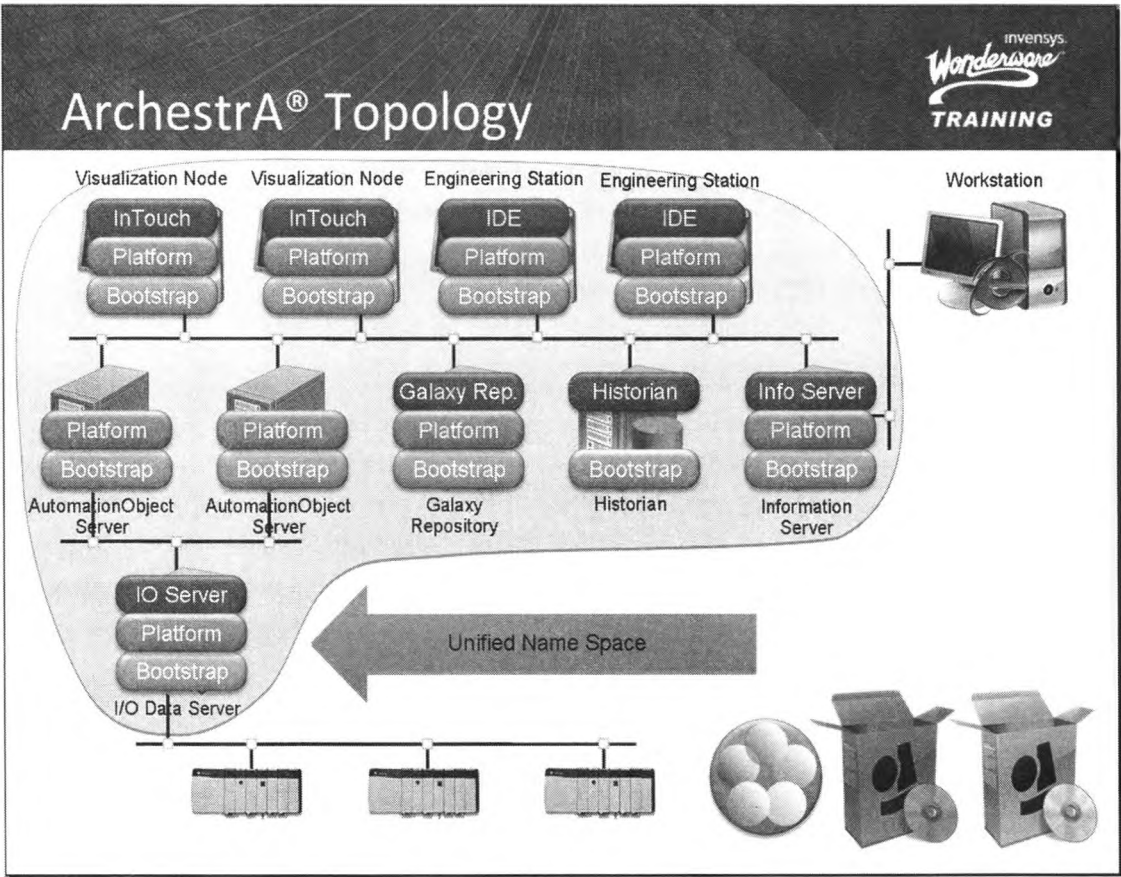 invensys.
Wonderware
TRAINING
ArchestrA® Topology
Visualization Node
Visualization Node
Engineering Station
Engineering Station
Workstation
InTouch
InTouch
IDE
IDE
Platform
Platform
Platform
Platform
Bootstrap
Bootstrap
Bootstrap
Bootstrap
Galaxy Rep.
Historian
Info Server
Platform
Platform
Platform
Platform
Bootstrap
Bootstrap
Bootstrap
Bootstrap
Bootstrap
AutomationObject
Server
AutomationObject
Server
Galaxy
Repository
Historian
Information
Server
IO Server
Platform
Bootstrap
I/O Data Server
Unified Name Space